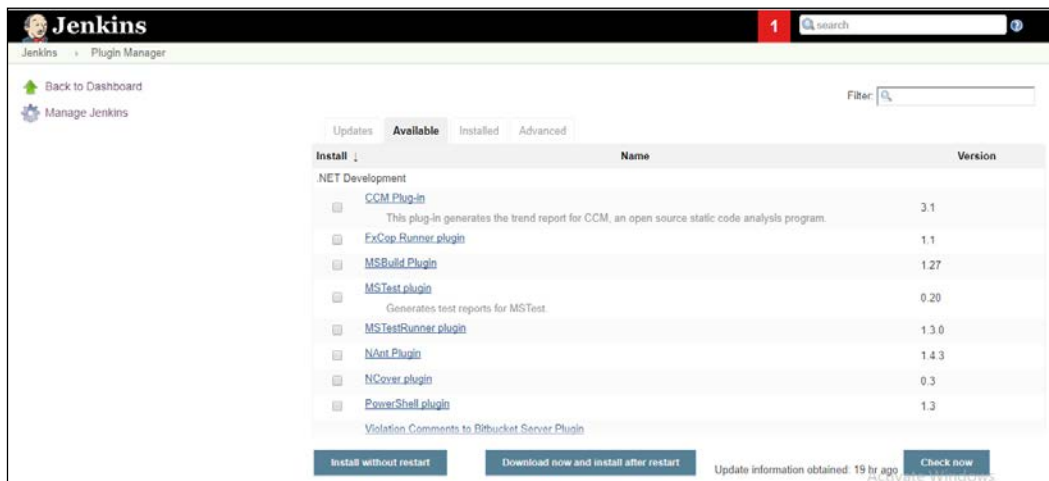 Jenkins
1
search
Jenkins › Plugin Manager
Back to Dashboard
Manage Jenkins
Filter:
Updates Available Installed Advanced
Install ↓ Name Version
.NET Development
CCM Plug-in 3.1
This plug-in generates the trend report for CCM, an open source static code analysis program.
FxCop Runner plugin 1.1
MSBuild Plugin 1.27
MSTest plugin 0.20
Generates test reports for MSTest.
MSTestRunner plugin 1.3.0
NAnt Plugin 1.4.3
NCover plugin 0.3
PowerShell plugin 1.3
Violation Comments to Bitbucket Server Plugin
Install without restart Download now and install after restart Update information obtained: 19 hr ago Check now
Activate Windows